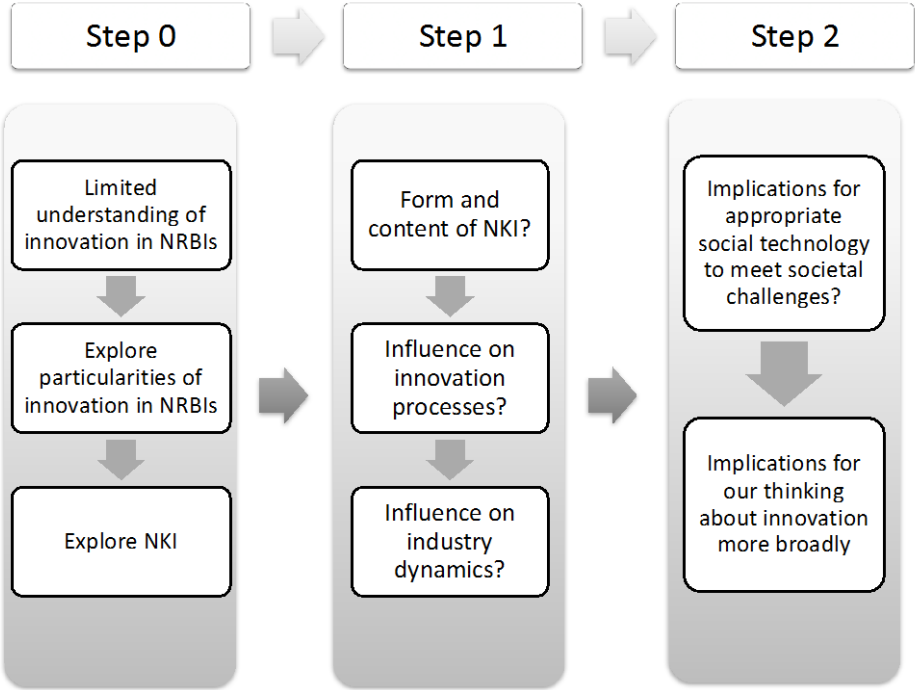 Step 0
Step 1
Step 2
Limited
understanding of
innovation in NRBIs
Explore
particularities of
innovation in NRBIs
Explore NKI
Form and
content of NKI?
Influence on
innovation
processes?
Influence on
industry
dynamics?
Implications for
appropriate
social technology
to meet societal
challenges?
Implications for
our thinking
about innovation
more broadly